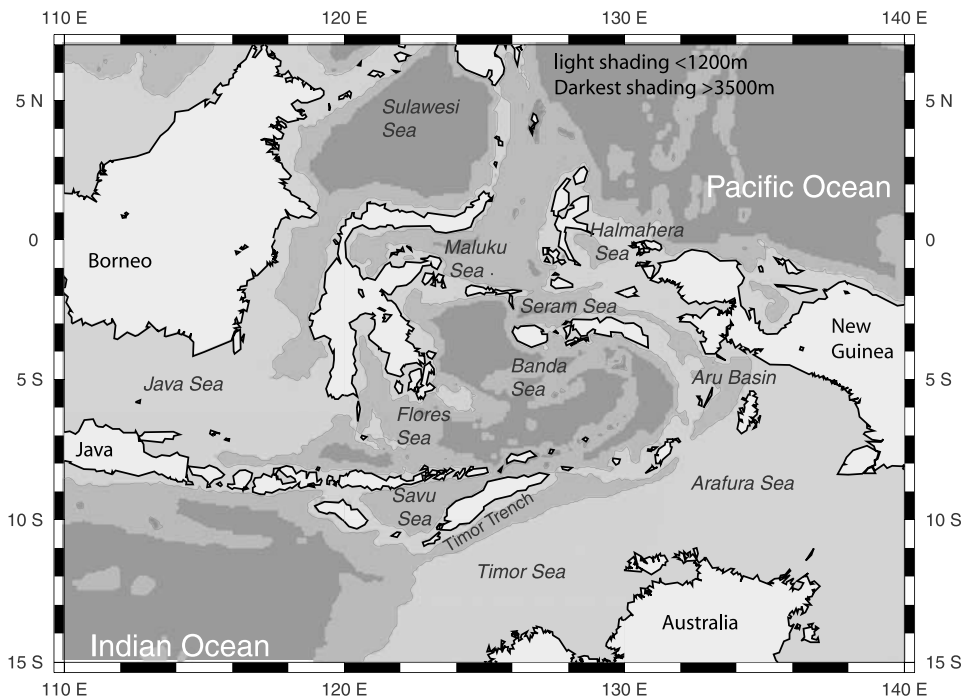 110 E 120 E 130 E 140 E
light shading <1200m
Darkest shading >3500m
5 N 5 N
Sulawesi
Sea
Pacific Ocean
0 0
Halmahera
Sea
Maluku
Sea
Borneo
Seram Sea
New
Guinea
Banda
Sea
Java Sea
Aru Basin
5 S 5 S
Flores
Sea
Java
Arafura Sea
Savu
Sea
10 S 10 S
Timor Trench
Timor Sea
Australia
Indian Ocean
15 S 15 S
110 E 120 E 130 E 140 E